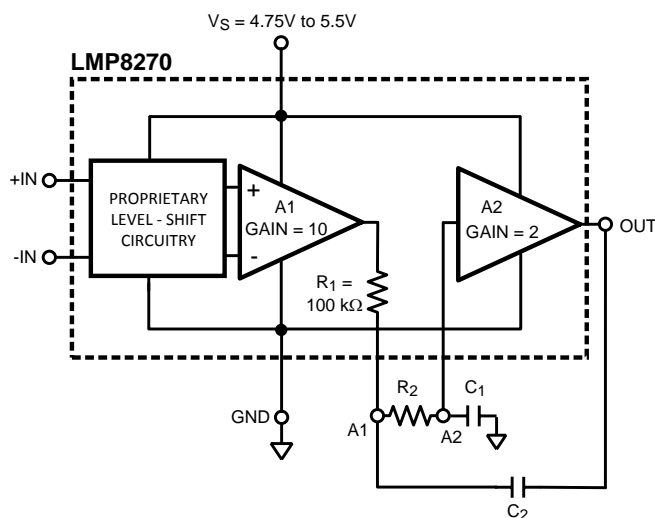 V_S = 4.75V to 5.5V
LMP8270
+IN
-IN
PROPRIETARY
LEVEL - SHIFT
CIRCUITRY
+
-
A1
GAIN = 10
A2
GAIN = 2
OUT
R_1 =
100 kΩ
GND
A1
R_2
A2
C_1
C_2